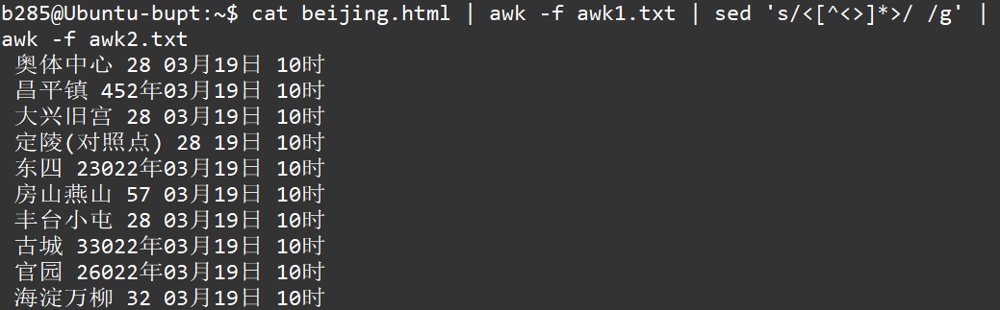 b285@Ubuntu-bupt:~$ cat beijing.html | awk -f awk1.txt | sed 's/<[^<>]*>/ /g' |
awk -f awk2.txt
奥体中心 28 03月19日 10时
昌平镇 452年03月19日 10时
大兴旧宫 28 03月19日 10时
定陵(对照点) 28 19日 10时
东四 23022年03月19日 10时
房山燕山 57 03月19日 10时
丰台小屯 28 03月19日 10时
古城 33022年03月19日 10时
官园 26022年03月19日 10时
海淀万柳 32 03月19日 10时